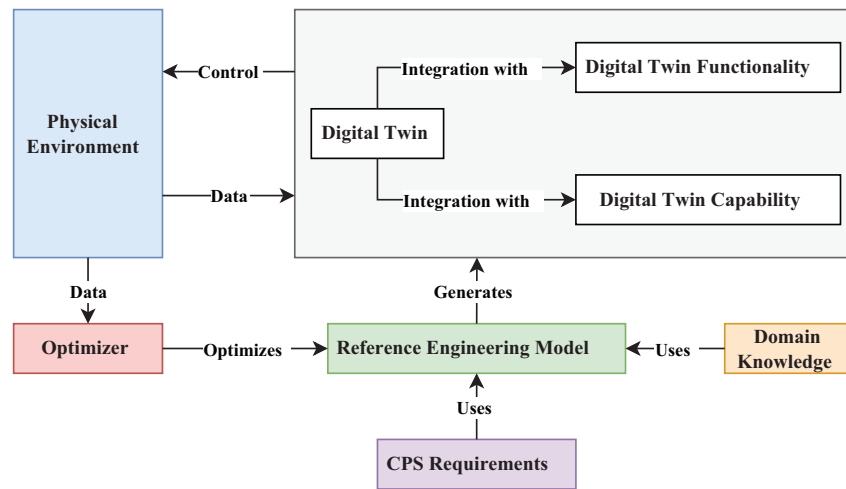 Control
Integration with
Digital Twin Functionality
Physical
Environment
Digital Twin
Data
Integration with
Digital Twin Capability
Data
Generates
Optimizer
Optimizes
Reference Engineering Model
Uses
Domain
Knowledge
Uses
CPS Requirements